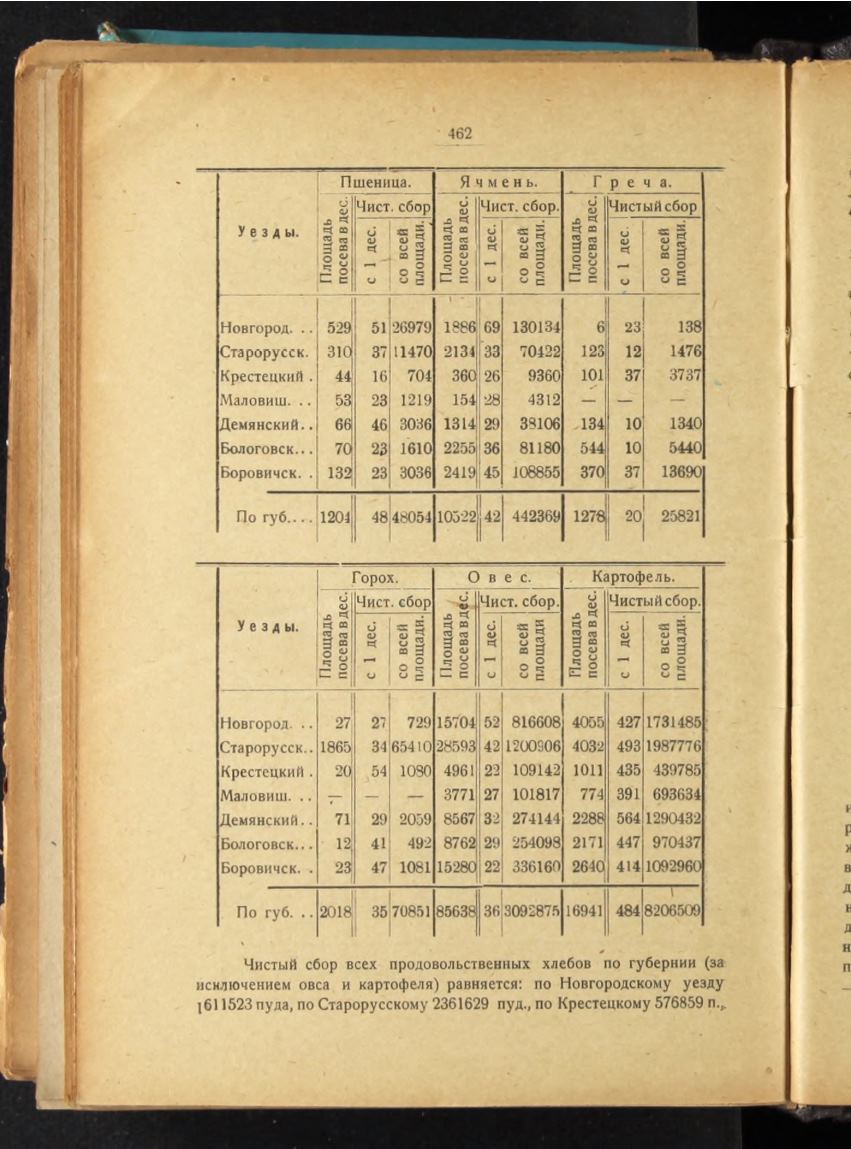 462
Пшеница. Ячмень. Греча.
Уезды. Площадь посева в дес. Чист. сбор Площадь посева в дес. Чист. сбор. Площадь посева в дес. Чистый сбор
с 1 дес. со всей площади. с 1 дес. со всей площади. с 1 дес. со всей площади.
Новгород. . . 529 51 26979 1886 69 130134 6 23 138
Старорусск. 310 37 11470 2134 33 70422 123 12 1476
Крестецкий . 44 16 704 360 26 9360 101 37 3737
Маловиш. . . 53 23 1219 154 28 4312 — — —
Демянский. . 66 46 3036 1314 29 38106 134 10 1340
Бологовск. . . 70 23 1610 2255 36 81180 544 10 5440
Боровичск. . 132 23 3036 2419 45 108855 370 37 13690
По губ. . . . 1204 48 48054 10522 42 442369 1278 20 25821
Горох. Овес. Картофель.
Уезды. Площадь посева в дес. Чист. сбор Площадь посева в дес. Чист. сбор. Площадь посева в дес. Чистый сбор.
с 1 дес. со всей площади. с 1 дес. со всей площади с 1 дес. со всей площади.
Новгород. . . 27 27 729 15704 52 816608 4055 427 1731485
Старорусск. . 1865 34 65410 28593 42 1200906 4032 493 1987776
Крестецкий . 20 54 1080 4961 22 109142 1011 435 439785
Маловиш. . . — — — 3771 27 101817 774 391 693634
Демянский. . 71 29 2059 8567 32 274144 2288 564 1290432
Бологовск. . . 12 41 492 8762 29 254098 2171 447 970437
Боровичск. . 23 47 1081 15280 22 336160 2640 414 1092960
По губ. . . 2018 35 70851 85638 36 3092875 16941 484 8206509
Чистый сбор всех продовольственных хлебов по губернии (за
исключением овса и картофеля) равняется: по Новгородскому уезду
1611523 пуда, по Старорусскому 2361629 пуд., по Крестецкому 576859 п.,